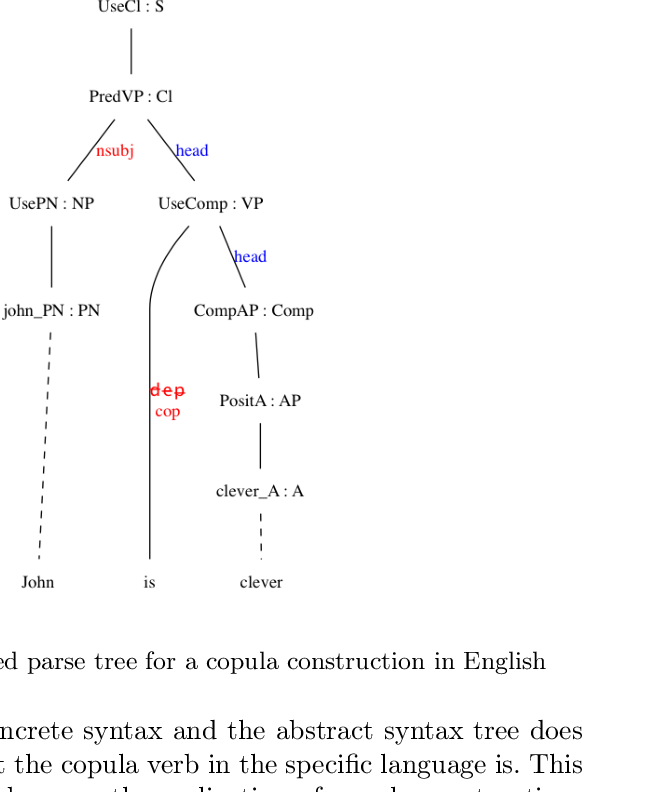 UseCl : S
PredVP : Cl
nsubj head
UsePN : NP UseComp : VP
head
john_PN : PN CompAP : Comp
dep
PositA : AP
cop
clever_A : A
John is clever
ed parse tree for a copula construction in English
ncrete syntax and the abstract syntax tree does
t the copula verb in the specific language is. This